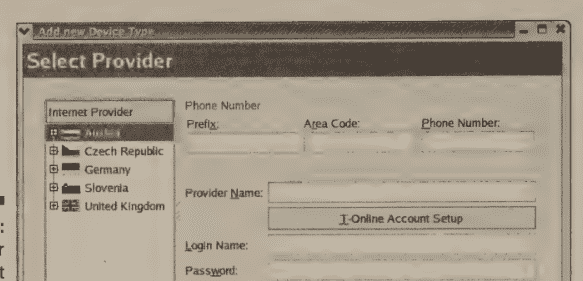 Add new Device Type
Select Provider
Internet Provider
Austria
Czech Republic
Germany
Slovenia
United Kingdom
Phone Number
Prefix:
Area Code:
Phone Number:
Provider Name:
T-Online Account Setup
Login Name:
Password:
:
r
t